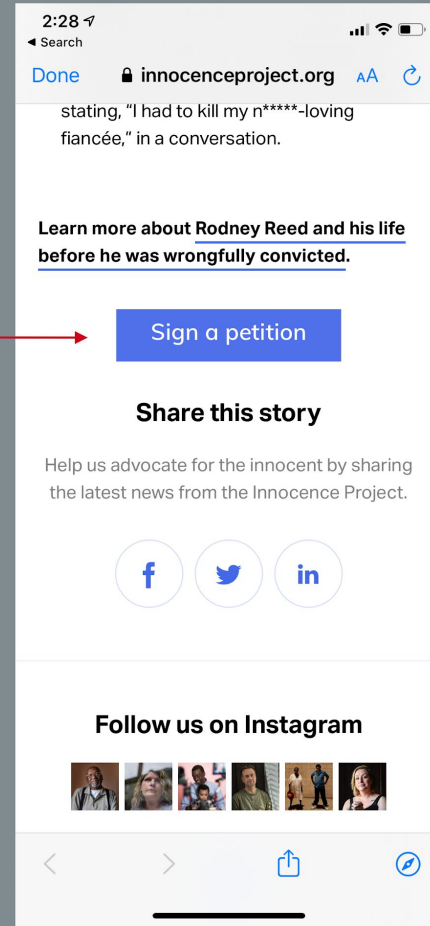 2:28
Search
Done innocenceproject.org AA
stating, “I had to kill my n*****-loving
fiancée,” in a conversation.
Learn more about Rodney Reed and his life
before he was wrongfully convicted.
Sign a petition
Share this story
Help us advocate for the innocent by sharing
the latest news from the Innocence Project.
f in
Follow us on Instagram